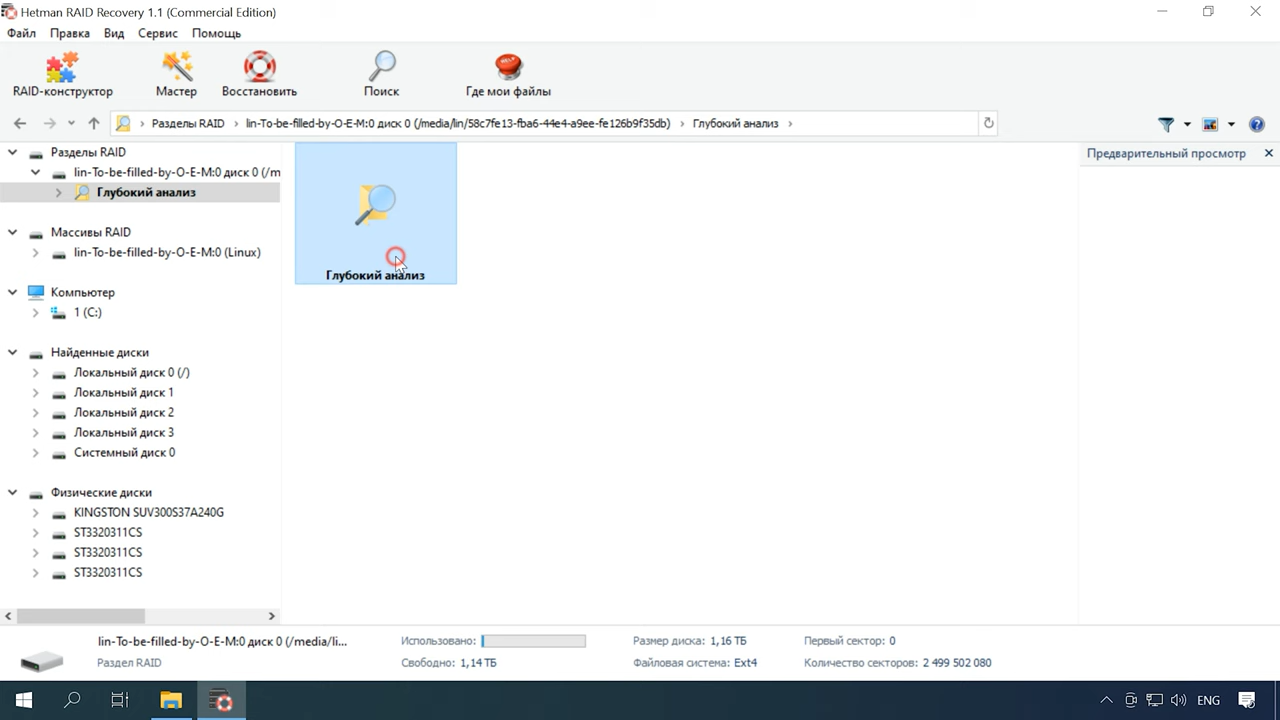 Hetman RAID Recovery 1.1 (Commercial Edition)
Файл Правка Вид Сервис Помощь
RAID-конструктор Мастер Восстановить Поиск Где мои файлы
Разделы RAID lin-To-be-filled-by-O-E-M:0 диск 0 (/media/lin/58c7fe13-fba6-44e4-a9ee-fe126b9f35db) Глубокий анализ
Разделы RAID
lin-To-be-filled-by-O-E-M:0 диск 0 (/m
Глубокий анализ
Массивы RAID
lin-To-be-filled-by-O-E-M:0 (Linux)
Компьютер
1 (C:)
Найденные диски
Локальный диск 0 (/)
Локальный диск 1
Локальный диск 2
Локальный диск 3
Системный диск 0
Физические диски
KINGSTON SUV300S37A240G
ST3320311CS
ST3320311CS
ST3320311CS
Глубокий анализ
Предварительный просмотр
lin-To-be-filled-by-O-E-M:0 диск 0 (/media/li...
Раздел RAID
Использовано:
Свободно: 1,14 ТБ
Размер диска: 1,16 ТБ
Файловая система: Ext4
Первый сектор: 0
Количество секторов: 2 499 502 080
ENG